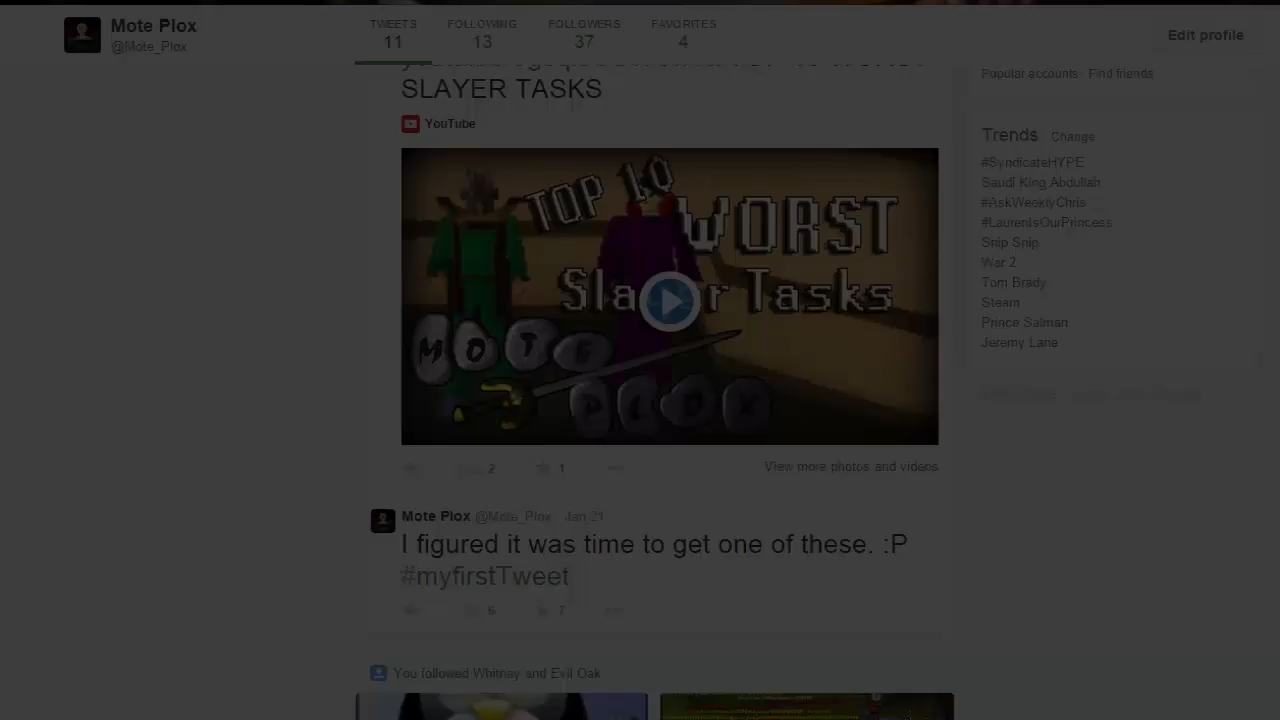 Mote Plox
@Mote_Plox
TWEETS
11
FOLLOWING
13
FOLLOWERS
37
FAVORITES
4
Edit profile
SLAYER TASKS
YouTube
TOP 10
WORST
Slayer Tasks
MOTE
PLOX
2
1
View more photos and videos
Mote Plox @Mote_Plox · Jan 21
I figured it was time to get one of these. :P
#myfirstTweet
6
7
You followed Whitnay and Evil Oak
Popular accounts · Find friends
Trends · Change
#SyndicateHYPE
Saudi King Abdullah
#AskWeeklyChris
#LaurenIsOurPrincess
Snip Snip
War 2
Tom Brady
Steam
Prince Salman
Jeremy Lane